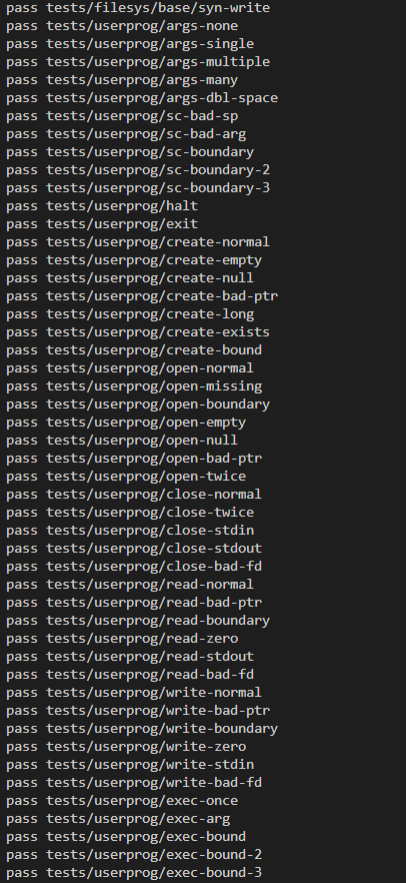 pass tests/filesys/base/syn-write
pass tests/userprog/args-none
pass tests/userprog/args-single
pass tests/userprog/args-multiple
pass tests/userprog/args-many
pass tests/userprog/args-dbl-space
pass tests/userprog/sc-bad-sp
pass tests/userprog/sc-bad-arg
pass tests/userprog/sc-boundary
pass tests/userprog/sc-boundary-2
pass tests/userprog/sc-boundary-3
pass tests/userprog/halt
pass tests/userprog/exit
pass tests/userprog/create-normal
pass tests/userprog/create-empty
pass tests/userprog/create-null
pass tests/userprog/create-bad-ptr
pass tests/userprog/create-long
pass tests/userprog/create-exists
pass tests/userprog/create-bound
pass tests/userprog/open-normal
pass tests/userprog/open-missing
pass tests/userprog/open-boundary
pass tests/userprog/open-empty
pass tests/userprog/open-null
pass tests/userprog/open-bad-ptr
pass tests/userprog/open-twice
pass tests/userprog/close-normal
pass tests/userprog/close-twice
pass tests/userprog/close-stdin
pass tests/userprog/close-stdout
pass tests/userprog/close-bad-fd
pass tests/userprog/read-normal
pass tests/userprog/read-bad-ptr
pass tests/userprog/read-boundary
pass tests/userprog/read-zero
pass tests/userprog/read-stdout
pass tests/userprog/read-bad-fd
pass tests/userprog/write-normal
pass tests/userprog/write-bad-ptr
pass tests/userprog/write-boundary
pass tests/userprog/write-zero
pass tests/userprog/write-stdin
pass tests/userprog/write-bad-fd
pass tests/userprog/exec-once
pass tests/userprog/exec-arg
pass tests/userprog/exec-bound
pass tests/userprog/exec-bound-2
pass tests/userprog/exec-bound-3